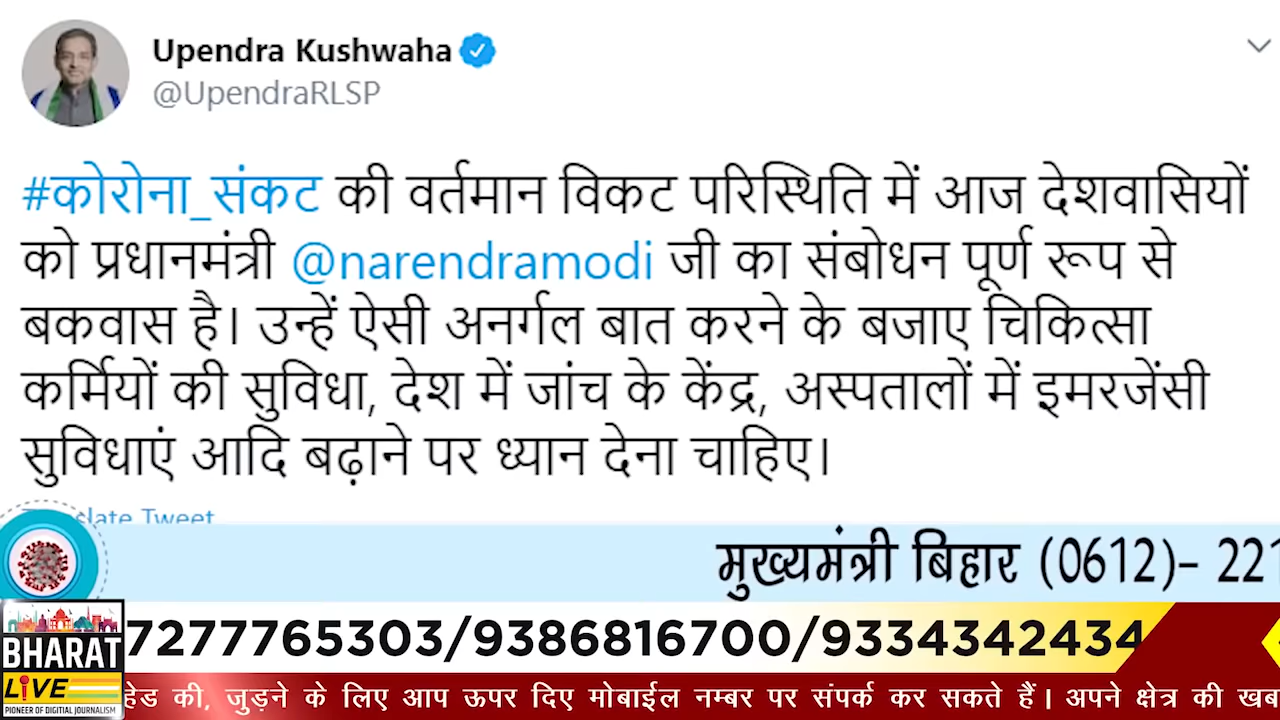 Upendra Kushwaha
@UpendraRLSP
#कोरोना_संकट की वर्तमान विकट परिस्थिति में आज देशवासियों
को प्रधानमंत्री @narendramodi जी का संबोधन पूर्ण रूप से
बकवास है। उन्हें ऐसी अनर्गल बात करने के बजाए चिकित्सा
कर्मियों की सुविधा, देश में जांच के केंद्र, अस्पतालों में इमरजेंसी
सुविधाएं आदि बढ़ाने पर ध्यान देना चाहिए।
Tweet
मुख्यमंत्री बिहार (0612)- 221
7277765303/9386816700/9334342434
BHARAT
LIVE
PIONEER OF DIGITIAL JOURNALISM
हेड की, जुड़ने के लिए आप ऊपर दिए मोबाईल नम्बर पर संपर्क कर सकते हैं। अपने क्षेत्र की खब